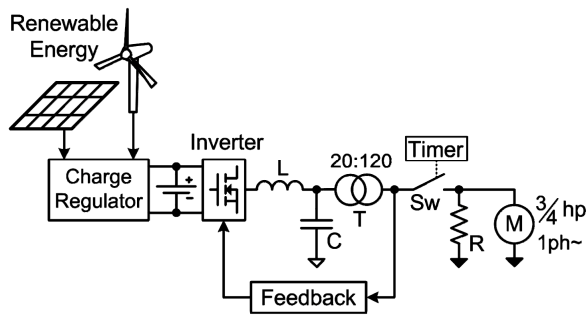 Renewable
Energy
Inverter
Charge
Regulator
+
−
L
C
20:120
T
Timer
Sw
R
M
3/4 hp
1ph~
Feedback